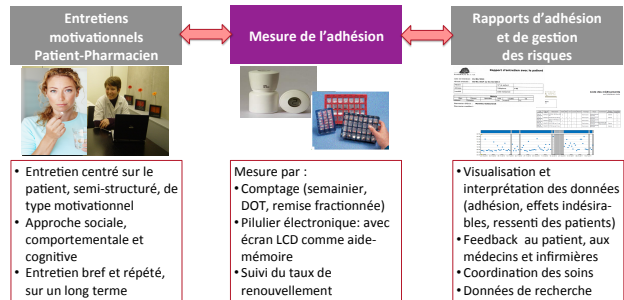 Entretiens
motivationnels
Patient-Pharmacien
Mesure de l'adhésion
Rapports d'adhésion
et de gestion
des risques
• Entretien centré sur le
patient, semi-structuré, de
type motivationnel
• Approche sociale,
comportementale et
cognitive
• Entretien bref et répété,
sur un long terme
Mesure par :
• Comptage (semainier,
DOT, remise fractionnée)
• Pilulier électronique: avec
écran LCD comme aide-
mémoire
• Suivi du taux de
renouvellement
• Visualisation et
interprétation des données
(adhésion, effets indésira-
bles, ressenti des patients)
• Feedback au patient, aux
médecins et infirmières
• Coordination des soins
• Données de recherche